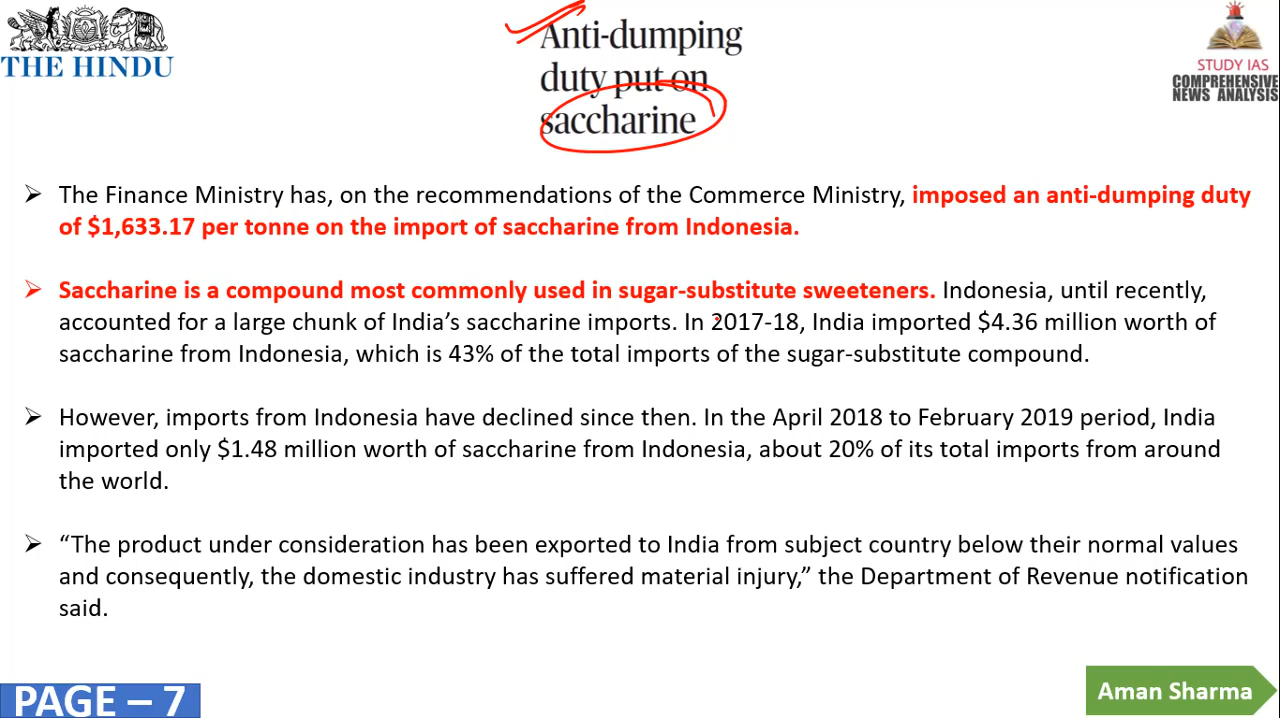 THE HINDU
Anti-dumping
duty put on
saccharine
STUDY IAS
COMPREHENSIVE
NEWS ANALYSIS
The Finance Ministry has, on the recommendations of the Commerce Ministry, imposed an anti-dumping duty
of $1,633.17 per tonne on the import of saccharine from Indonesia.
Saccharine is a compound most commonly used in sugar-substitute sweeteners. Indonesia, until recently,
accounted for a large chunk of India’s saccharine imports. In 2017-18, India imported $4.36 million worth of
saccharine from Indonesia, which is 43% of the total imports of the sugar-substitute compound.
However, imports from Indonesia have declined since then. In the April 2018 to February 2019 period, India
imported only $1.48 million worth of saccharine from Indonesia, about 20% of its total imports from around
the world.
“The product under consideration has been exported to India from subject country below their normal values
and consequently, the domestic industry has suffered material injury,” the Department of Revenue notification
said.
PAGE – 7
Aman Sharma